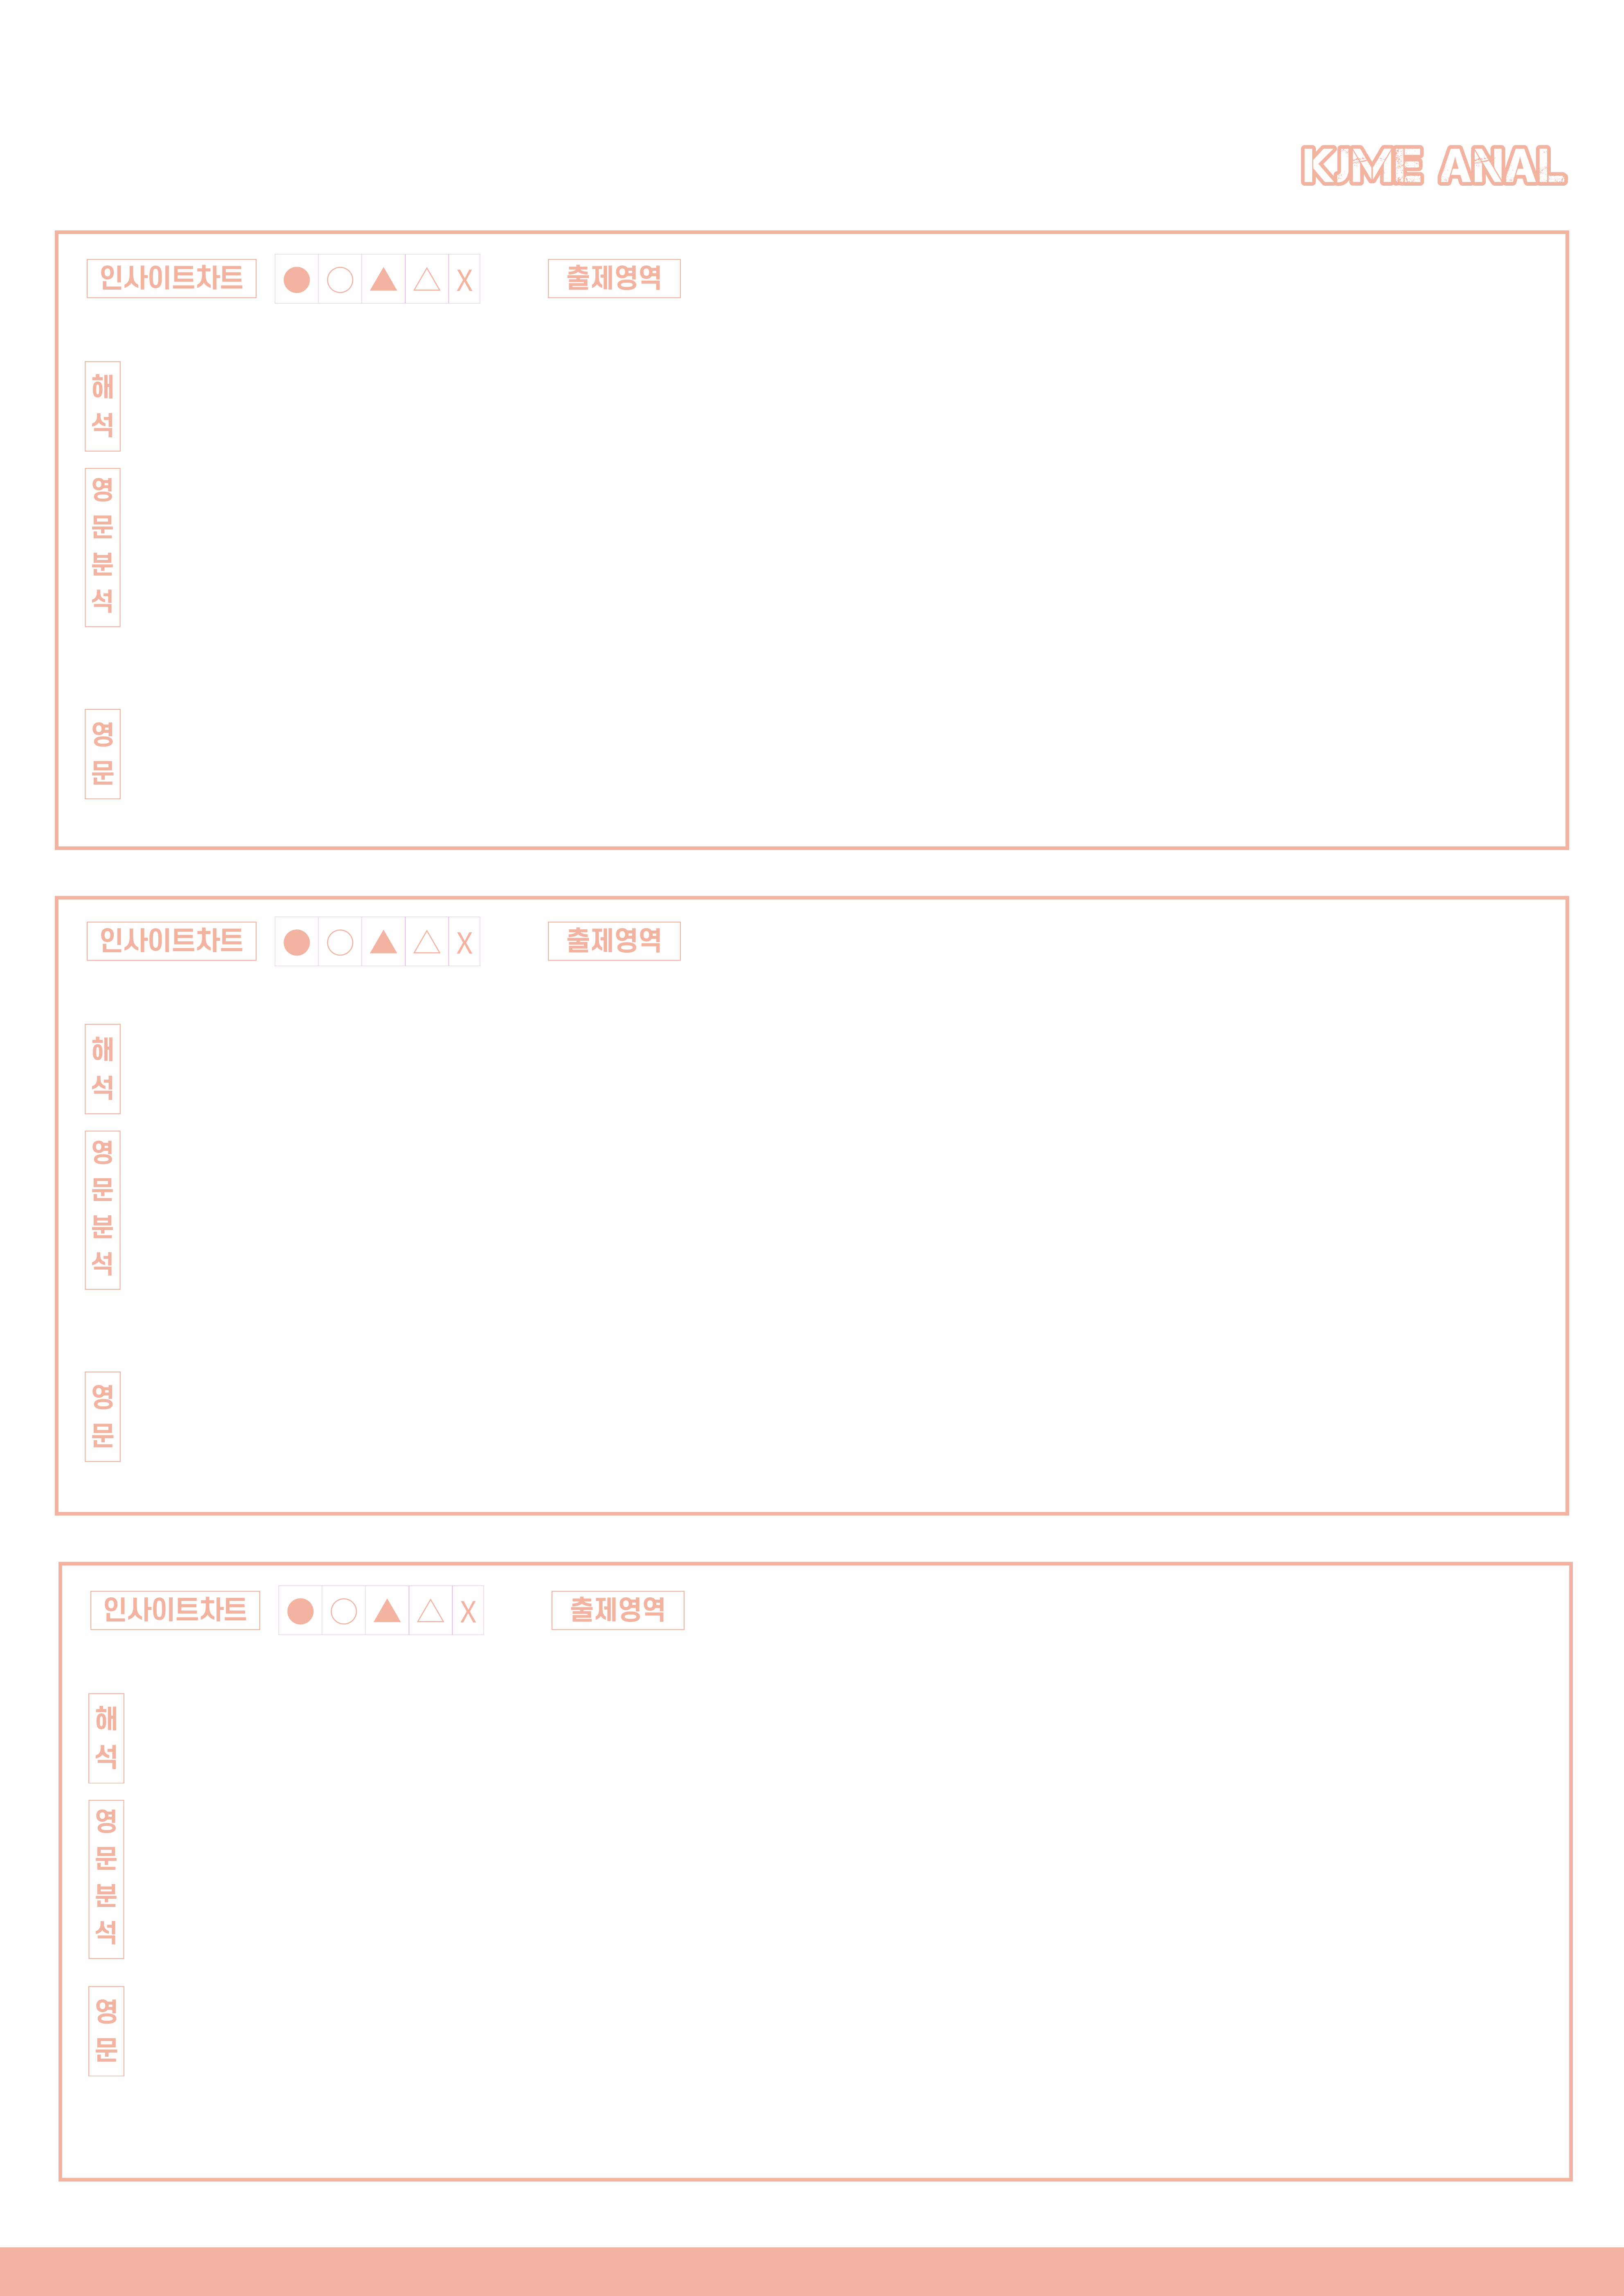 KJME ANAL
인사이트차트 ● ○ ▲ △ X 출제영역
해석
영문분석
영문
인사이트차트 ● ○ ▲ △ X 출제영역
해석
영문분석
영문
인사이트차트 ● ○ ▲ △ X 출제영역
해석
영문분석
영문